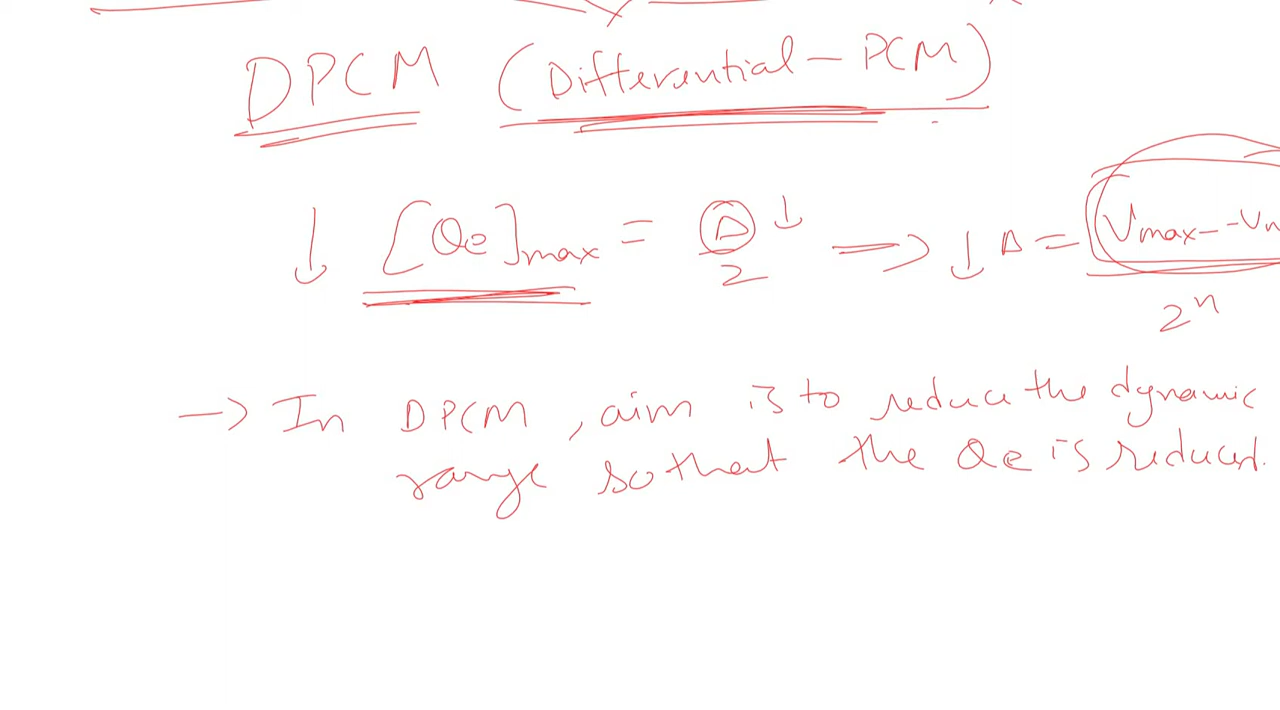 DPCM (Differential - PCM)
↓ [Qe]max = Δ/2 ↓ ⟹ ↓ Δ = Vmax - V
2^n
→ In DPCM, aim is to reduce the dynamic
range so that the Qe is reduced.